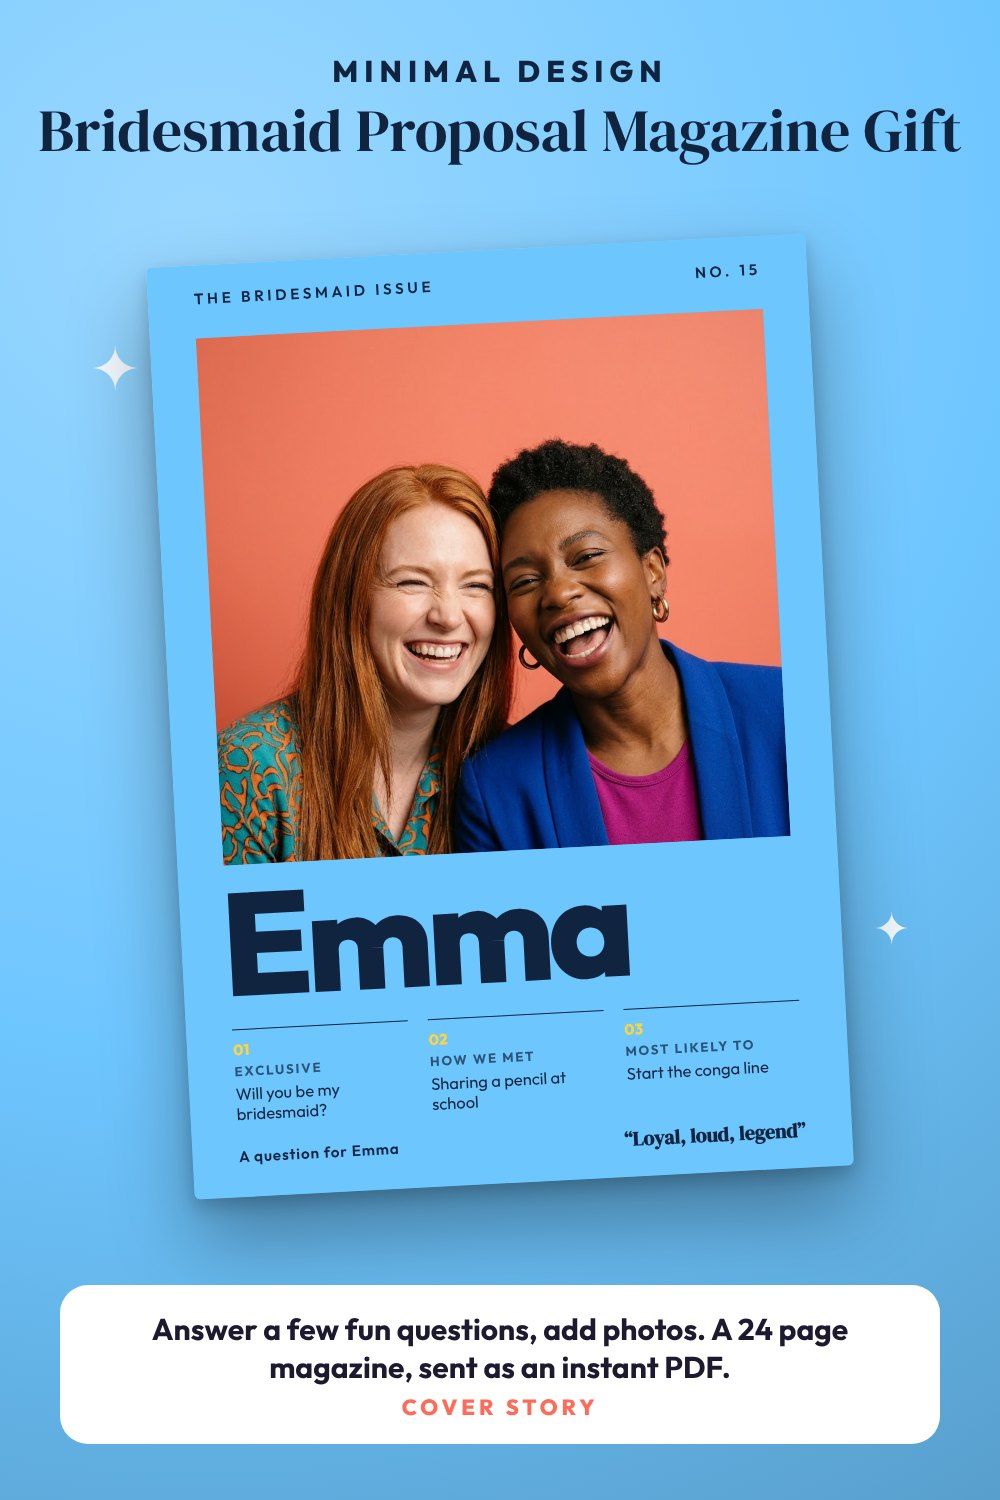 MINIMAL DESIGN
Bridesmaid Proposal Magazine Gift
THE BRIDESMAID ISSUE
NO. 15
Emma
01
EXCLUSIVE
Will you be my
bridesmaid?
02
HOW WE MET
Sharing a pencil at
school
03
MOST LIKELY TO
Start the conga line
A question for Emma
“Loyal, loud, legend”
Answer a few fun questions, add photos. A 24 page
magazine, sent as an instant PDF.
COVER STORY